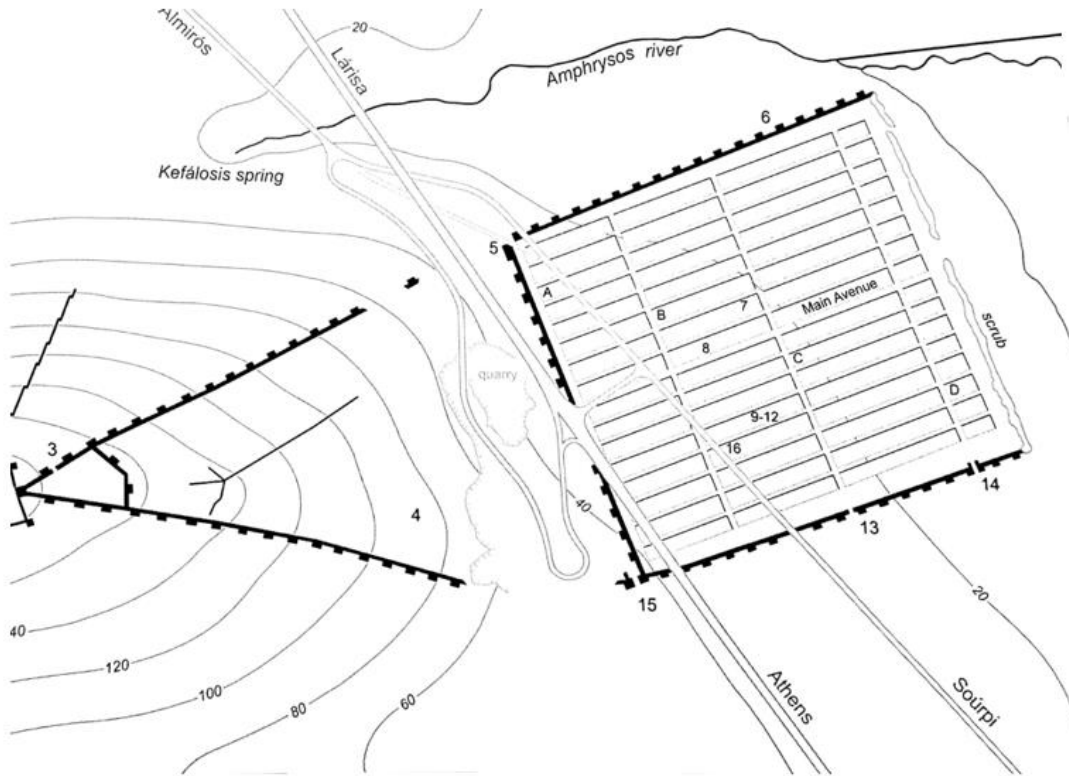 20
Almirós
Lárisa
Amphrysos river
Kefálosis spring
6
5
A
B
7
Main Avenue
8
C
scrub
quarry
D
9-12
16
3
4
40
14
13
15
20
40
120
100
80
60
Athens
Soúrpi